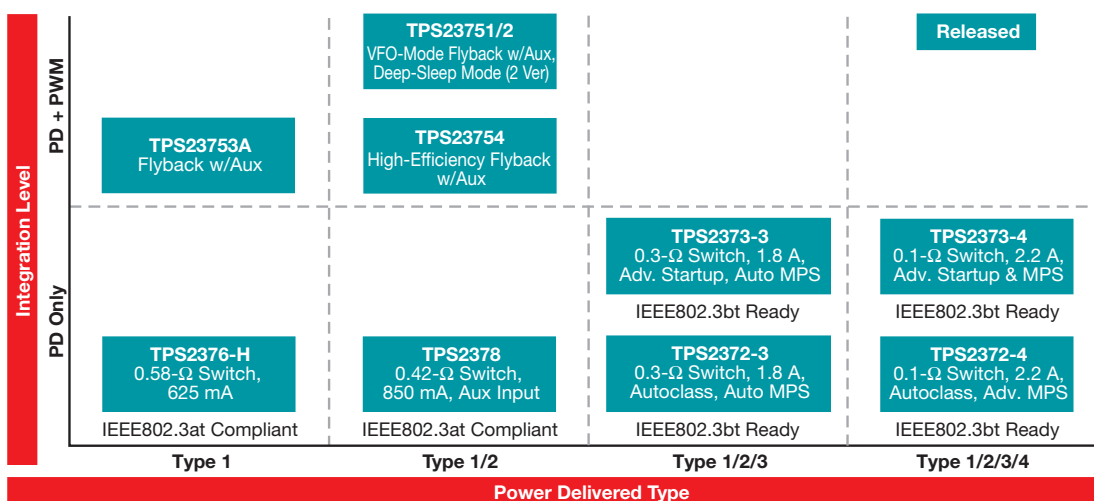 TPS23751/2
VFO-Mode Flyback w/Aux,
Deep-Sleep Mode (2 Ver)
Released
PD + PWM
TPS23753A
Flyback w/Aux
TPS23754
High-Efficiency Flyback
w/Aux
Integration Level
PD Only
TPS2373-3
0.3-Ω Switch, 1.8 A,
Adv. Startup, Auto MPS
IEEE802.3bt Ready
TPS2373-4
0.1-Ω Switch, 2.2 A,
Adv. Startup & MPS
IEEE802.3bt Ready
TPS2376-H
0.58-Ω Switch,
625 mA
IEEE802.3at Compliant
TPS2378
0.42-Ω Switch,
850 mA, Aux Input
IEEE802.3at Compliant
TPS2372-3
0.3-Ω Switch, 1.8 A,
Autoclass, Auto MPS
IEEE802.3bt Ready
TPS2372-4
0.1-Ω Switch, 2.2 A,
Autoclass, Adv. MPS
IEEE802.3bt Ready
Type 1
Type 1/2
Type 1/2/3
Type 1/2/3/4
Power Delivered Type